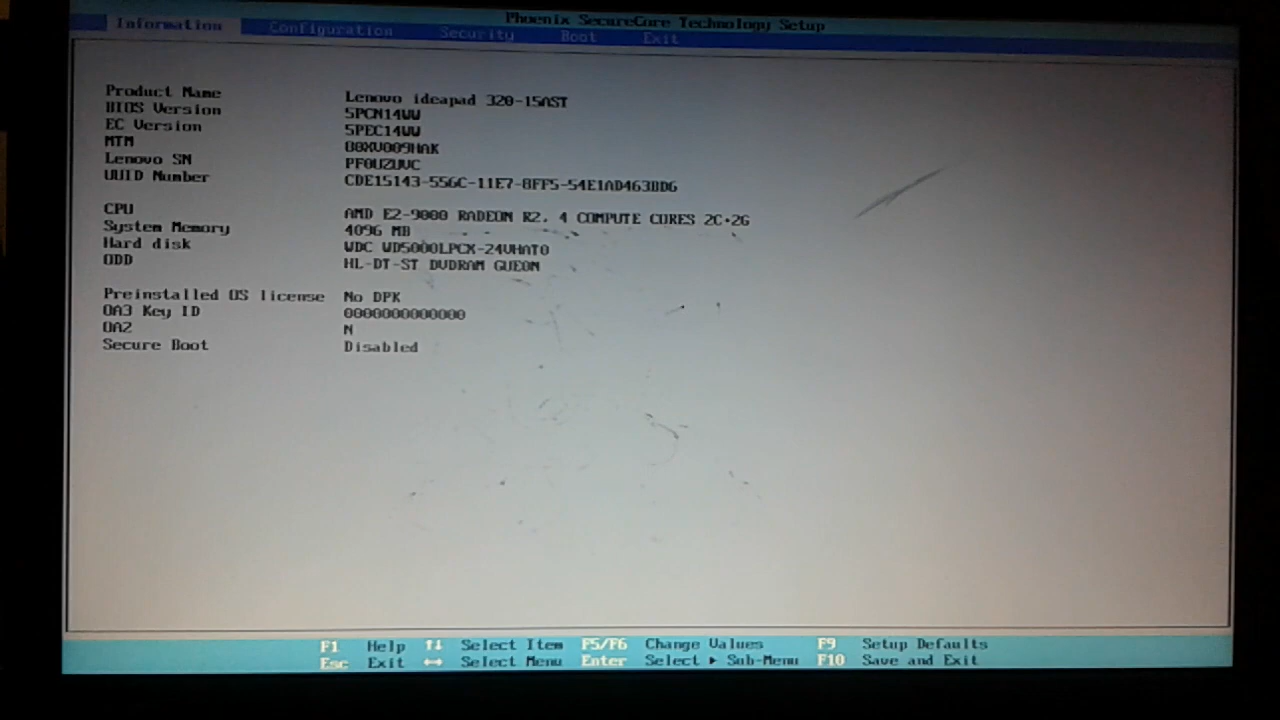 Phoenix SecureCore Technology Setup
Information Configuration Security Boot Exit
Product Name Lenovo ideapad 320-15AST
BIOS Version 5PCN14WW
EC Version 5PEC14WW
MTM 80XV009HAK
Lenovo SN PF0UZUVC
UUID Number CDE15143-556C-11E7-8FF5-54E1AD463BD6
CPU AMD E2-9000 RADEON R2, 4 COMPUTE CORES 2C+2G
System Memory 4096 MB
Hard disk WDC WD5000LPCX-24VHAT0
ODD HL-DT-ST DVDRAM GUE0N
Preinstalled OS license No DPK
OA3 Key ID 0000000000000
OA2 N
Secure Boot Disabled
F1 Help ↑↓ Select Item F5/F6 Change Values F9 Setup Defaults
Esc Exit ↔ Select Menu Enter Select ▶ Sub-Menu F10 Save and Exit